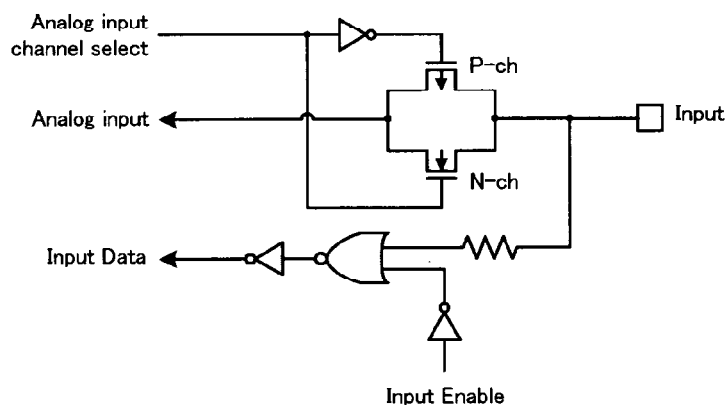 Analog input
channel select
P-ch
Analog input
Input
N-ch
Input Data
Input Enable